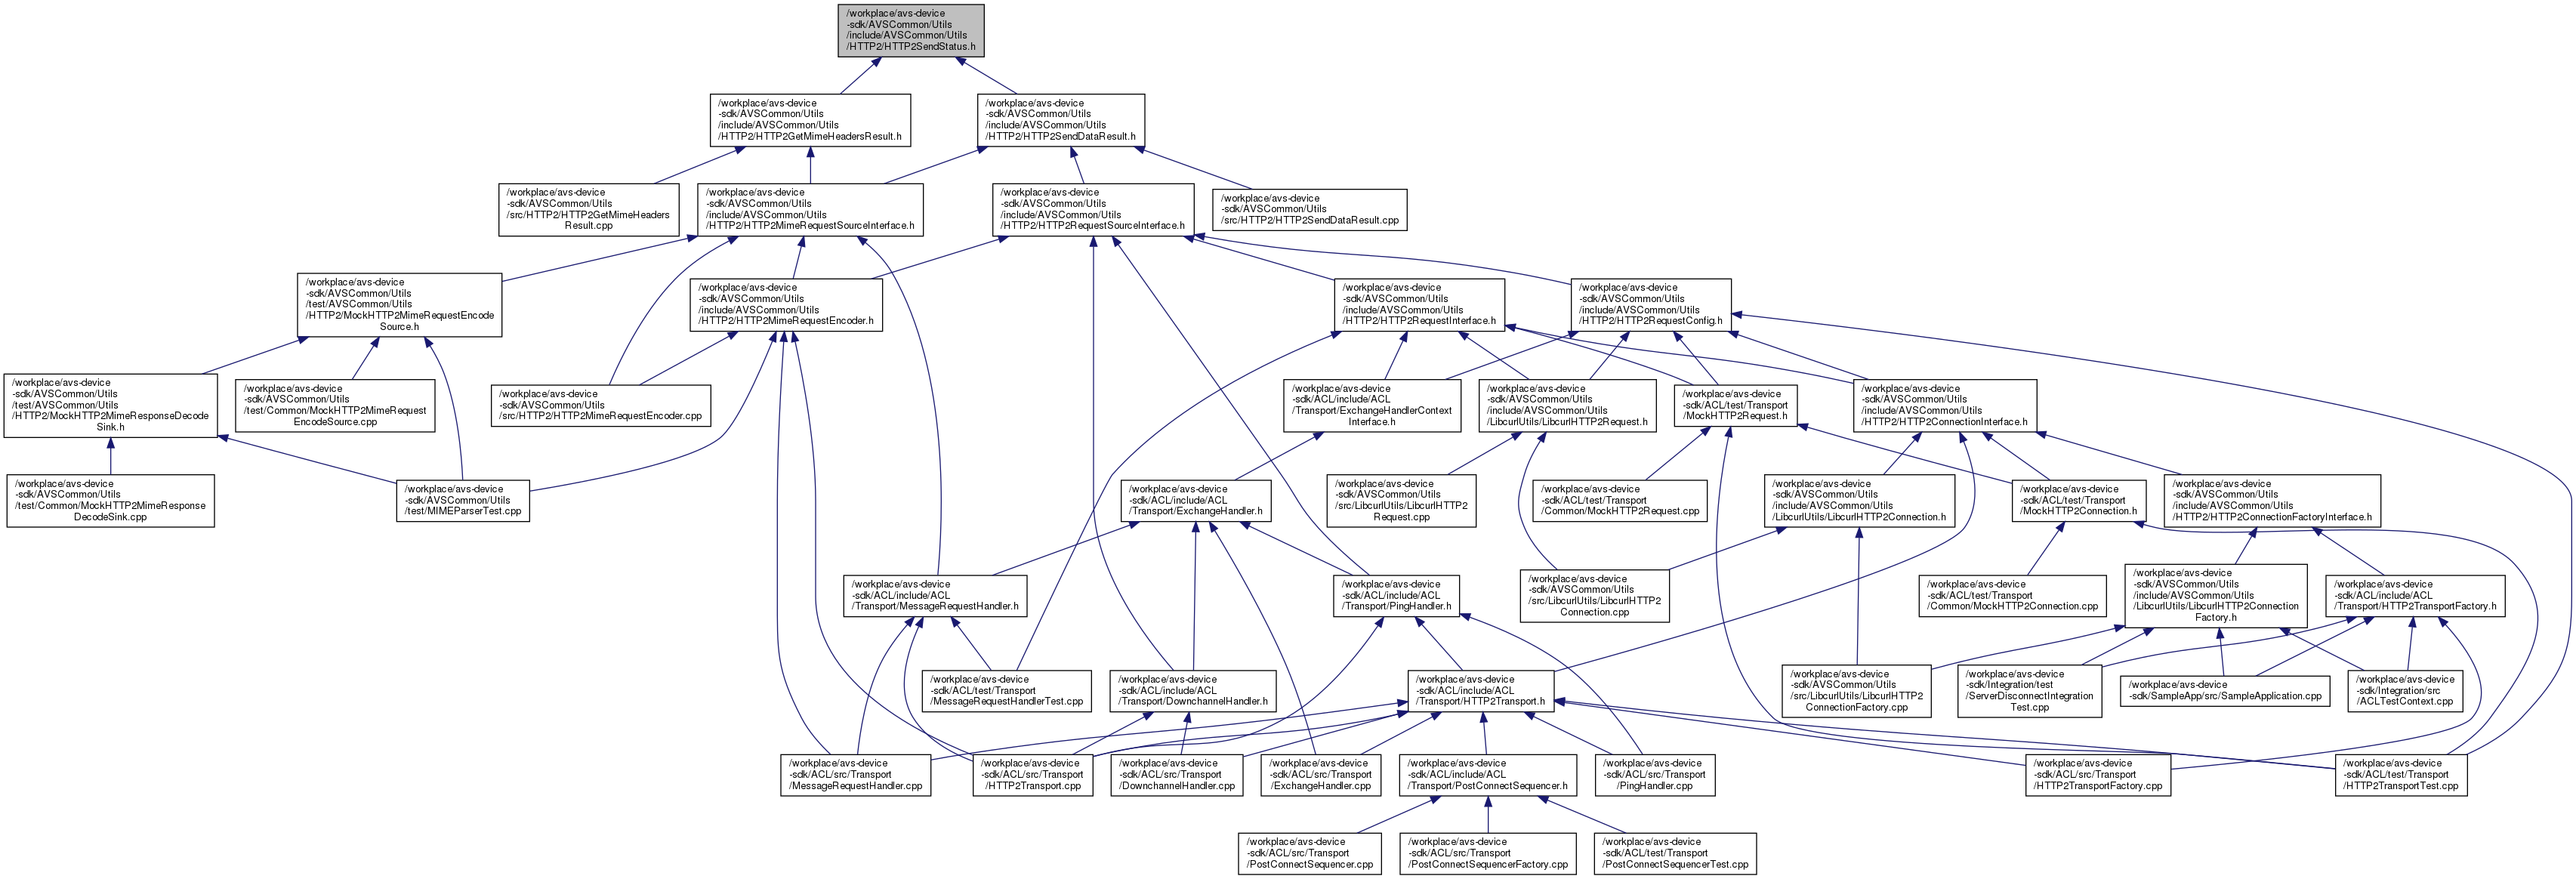 /workplace/avs-device
-sdk/AVSCommon/Utils
/include/AVSCommon/Utils
/HTTP2/HTTP2SendStatus.h
/workplace/avs-device
-sdk/AVSCommon/Utils
/include/AVSCommon/Utils
/HTTP2/HTTP2GetMimeHeadersResult.h
/workplace/avs-device
-sdk/AVSCommon/Utils
/include/AVSCommon/Utils
/HTTP2/HTTP2SendDataResult.h
/workplace/avs-device
-sdk/AVSCommon/Utils
/src/HTTP2/HTTP2GetMimeHeaders
Result.cpp
/workplace/avs-device
-sdk/AVSCommon/Utils
/include/AVSCommon/Utils
/HTTP2/HTTP2MimeRequestSourceInterface.h
/workplace/avs-device
-sdk/AVSCommon/Utils
/include/AVSCommon/Utils
/HTTP2/HTTP2RequestSourceInterface.h
/workplace/avs-device
-sdk/AVSCommon/Utils
/src/HTTP2/HTTP2SendDataResult.cpp
/workplace/avs-device
-sdk/AVSCommon/Utils
/test/AVSCommon/Utils
/HTTP2/MockHTTP2MimeRequestEncode
Source.h
/workplace/avs-device
-sdk/AVSCommon/Utils
/include/AVSCommon/Utils
/HTTP2/HTTP2MimeRequestEncoder.h
/workplace/avs-device
-sdk/AVSCommon/Utils
/include/AVSCommon/Utils
/HTTP2/HTTP2RequestInterface.h
/workplace/avs-device
-sdk/AVSCommon/Utils
/include/AVSCommon/Utils
/HTTP2/HTTP2RequestConfig.h
/workplace/avs-device
-sdk/AVSCommon/Utils
/test/AVSCommon/Utils
/HTTP2/MockHTTP2MimeResponseDecode
Sink.h
/workplace/avs-device
-sdk/AVSCommon/Utils
/test/Common/MockHTTP2MimeRequest
EncodeSource.cpp
/workplace/avs-device
-sdk/AVSCommon/Utils
/src/HTTP2/HTTP2MimeRequestEncoder.cpp
/workplace/avs-device
-sdk/ACL/include/ACL
/Transport/ExchangeHandlerContext
Interface.h
/workplace/avs-device
-sdk/AVSCommon/Utils
/include/AVSCommon/Utils
/LibcurlUtils/LibcurlHTTP2Request.h
/workplace/avs-device
-sdk/ACL/test/Transport
/MockHTTP2Request.h
/workplace/avs-device
-sdk/AVSCommon/Utils
/include/AVSCommon/Utils
/HTTP2/HTTP2ConnectionInterface.h
/workplace/avs-device
-sdk/AVSCommon/Utils
/test/Common/MockHTTP2MimeResponse
DecodeSink.cpp
/workplace/avs-device
-sdk/AVSCommon/Utils
/test/MIMEParserTest.cpp
/workplace/avs-device
-sdk/ACL/include/ACL
/Transport/ExchangeHandler.h
/workplace/avs-device
-sdk/AVSCommon/Utils
/src/LibcurlUtils/LibcurlHTTP2
Request.cpp
/workplace/avs-device
-sdk/ACL/test/Transport
/Common/MockHTTP2Request.cpp
/workplace/avs-device
-sdk/AVSCommon/Utils
/include/AVSCommon/Utils
/LibcurlUtils/LibcurlHTTP2Connection.h
/workplace/avs-device
-sdk/ACL/test/Transport
/MockHTTP2Connection.h
/workplace/avs-device
-sdk/AVSCommon/Utils
/include/AVSCommon/Utils
/HTTP2/HTTP2ConnectionFactoryInterface.h
/workplace/avs-device
-sdk/ACL/include/ACL
/Transport/MessageRequestHandler.h
/workplace/avs-device
-sdk/ACL/include/ACL
/Transport/PingHandler.h
/workplace/avs-device
-sdk/AVSCommon/Utils
/src/LibcurlUtils/LibcurlHTTP2
Connection.cpp
/workplace/avs-device
-sdk/ACL/test/Transport
/Common/MockHTTP2Connection.cpp
/workplace/avs-device
-sdk/AVSCommon/Utils
/include/AVSCommon/Utils
/LibcurlUtils/LibcurlHTTP2Connection
Factory.h
/workplace/avs-device
-sdk/ACL/include/ACL
/Transport/HTTP2TransportFactory.h
/workplace/avs-device
-sdk/ACL/test/Transport
/MessageRequestHandlerTest.cpp
/workplace/avs-device
-sdk/ACL/include/ACL
/Transport/DownchannelHandler.h
/workplace/avs-device
-sdk/ACL/include/ACL
/Transport/HTTP2Transport.h
/workplace/avs-device
-sdk/AVSCommon/Utils
/src/LibcurlUtils/LibcurlHTTP2
ConnectionFactory.cpp
/workplace/avs-device
-sdk/Integration/test
/ServerDisconnectIntegration
Test.cpp
/workplace/avs-device
-sdk/SampleApp/src/SampleApplication.cpp
/workplace/avs-device
-sdk/Integration/src
/ACLTestContext.cpp
/workplace/avs-device
-sdk/ACL/src/Transport
/MessageRequestHandler.cpp
/workplace/avs-device
-sdk/ACL/src/Transport
/HTTP2Transport.cpp
/workplace/avs-device
-sdk/ACL/src/Transport
/DownchannelHandler.cpp
/workplace/avs-device
-sdk/ACL/src/Transport
/ExchangeHandler.cpp
/workplace/avs-device
-sdk/ACL/include/ACL
/Transport/PostConnectSequencer.h
/workplace/avs-device
-sdk/ACL/src/Transport
/PingHandler.cpp
/workplace/avs-device
-sdk/ACL/src/Transport
/HTTP2TransportFactory.cpp
/workplace/avs-device
-sdk/ACL/test/Transport
/HTTP2TransportTest.cpp
/workplace/avs-device
-sdk/ACL/src/Transport
/PostConnectSequencer.cpp
/workplace/avs-device
-sdk/ACL/src/Transport
/PostConnectSequencerFactory.cpp
/workplace/avs-device
-sdk/ACL/test/Transport
/PostConnectSequencerTest.cpp